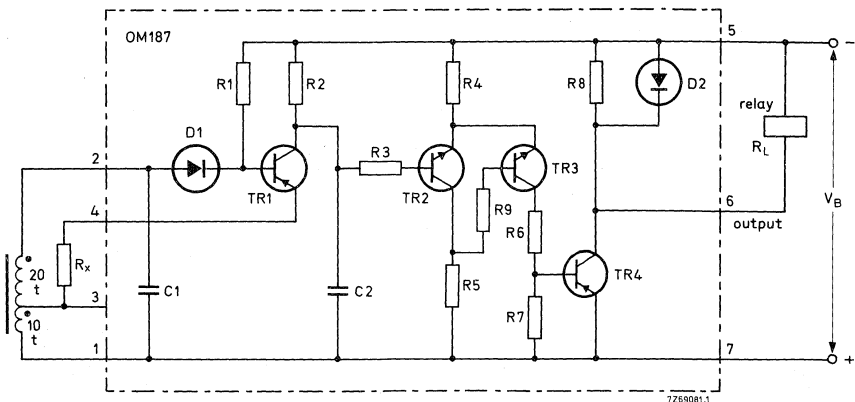 OM187
5
−
R1
R2
R4
R8
D2
relay
R_L
D1
2
R3
TR1
TR2
TR3
V_B
4
6
output
R9
R6
R_x
20
t
3
C1
C2
R5
TR4
10
t
R7
1
7
+
7Z69081.1